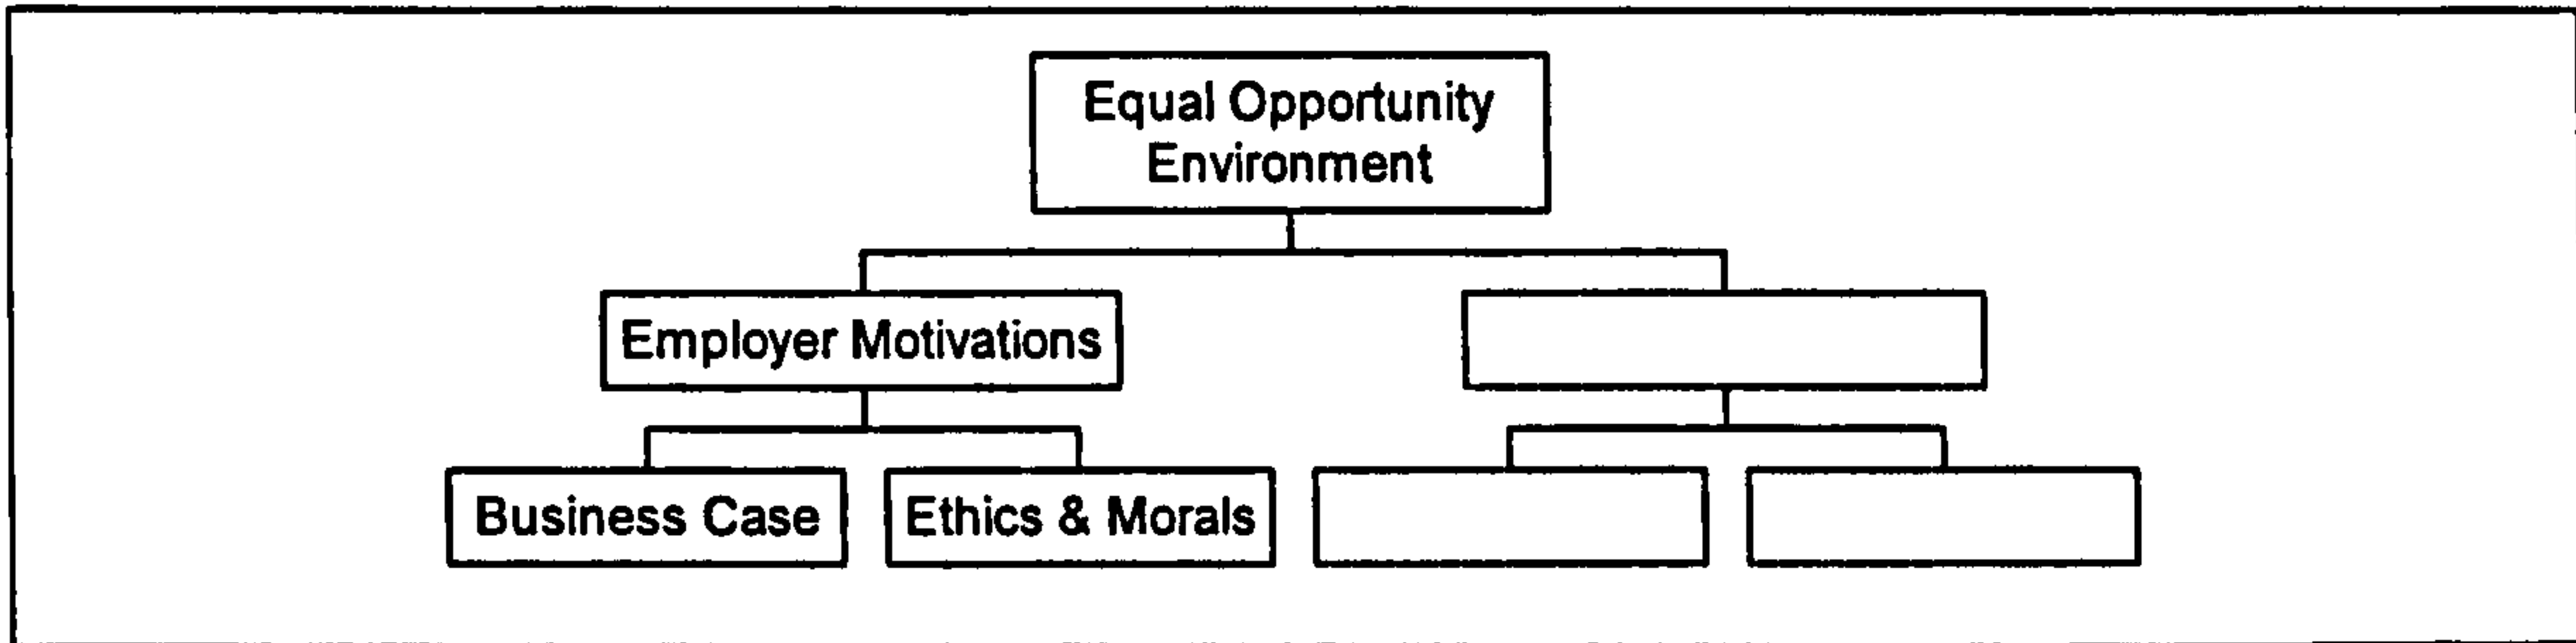 Equal Opportunity
Environment
Employer Motivations
Business Case
Ethics & Morals